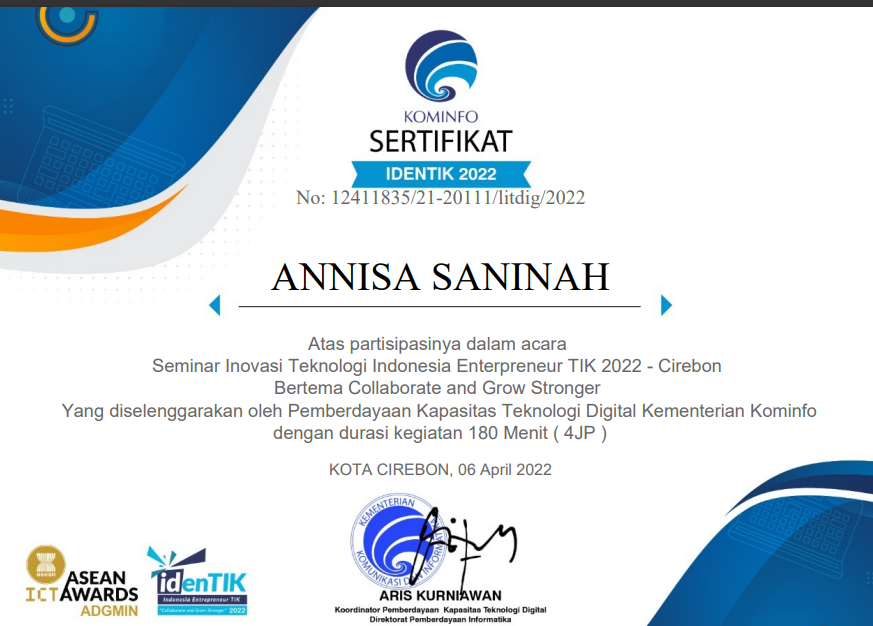 KOMINFO
SERTIFIKAT
IDENTIK 2022
No: 12411835/21-20111/litdig/2022
ANNISA SANINAH
Atas partisipasinya dalam acara
Seminar Inovasi Teknologi Indonesia Enterpreneur TIK 2022 - Cirebon
Bertema Collaborate and Grow Stronger
Yang diselenggarakan oleh Pemberdayaan Kapasitas Teknologi Digital Kementerian Kominfo
dengan durasi kegiatan 180 Menit ( 4JP )
KOTA CIREBON, 06 April 2022
KEMENTERIAN
KOMUNIKASI DAN INFORMATIKA
ARIS KURNIAWAN
Koordinator Pemberdayaan Kapasitas Teknologi Digital
Direktorat Pemberdayaan Informatika
asean
ASEAN
ICT AWARDS
ADGMIN
idenTIK
Indonesia Entrepreneur TIK
"Collaborate and Grow Stronger" 2022